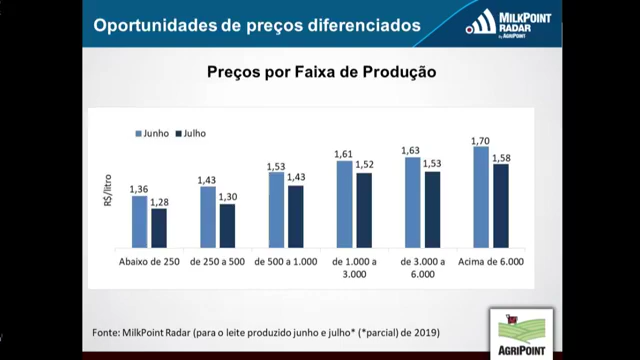 Oportunidades de preços diferenciados
MILKPOINT
RADAR
by AGRIPOINT
Preços por Faixa de Produção
Junho Julho
R$/litro
1,36 1,28 1,43 1,30 1,53 1,43 1,61 1,52 1,63 1,53 1,70 1,58
Abaixo de 250 de 250 a 500 de 500 a 1.000 de 1.000 a 3.000 de 3.000 a 6.000 Acima de 6.000
Fonte: MilkPoint Radar (para o leite produzido junho e julho* (*parcial) de 2019)
AGRIPOINT